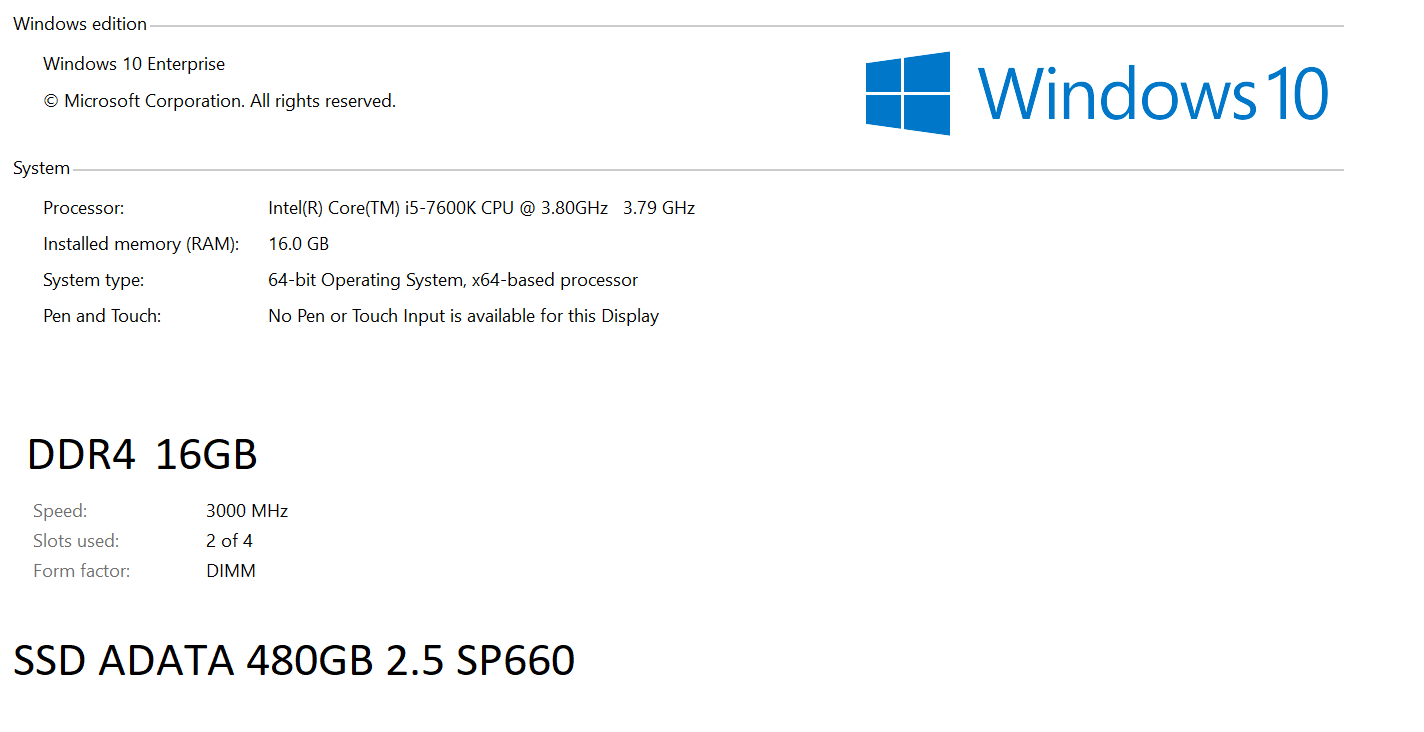 Windows edition
Windows 10 Enterprise
© Microsoft Corporation. All rights reserved.
Windows 10
System
Processor: Intel(R) Core(TM) i5-7600K CPU @ 3.80GHz 3.79 GHz
Installed memory (RAM): 16.0 GB
System type: 64-bit Operating System, x64-based processor
Pen and Touch: No Pen or Touch Input is available for this Display
DDR4 16GB
Speed: 3000 MHz
Slots used: 2 of 4
Form factor: DIMM
SSD ADATA 480GB 2.5 SP660